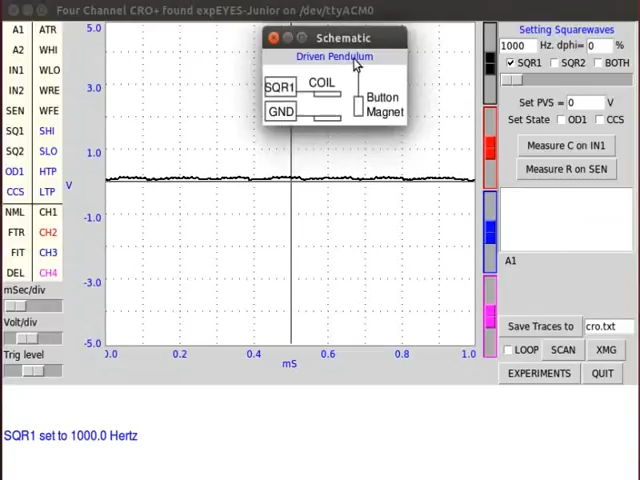 Four Channel CRO+ found expEYES-Junior on /dev/ttyACM0
A1 ATR
A2 WHI
IN1 WLO
IN2 WRE
SEN WFE
SQ1 SHI
SQ2 SLO
OD1 HTP
CCS LTP
NML CH1
FTR CH2
FIT CH3
DEL CH4
mSec/div
Volt/div
Trig level
5.0
3.0
1.0
V
-1.0
-3.0
-5.0
0.0 0.2 0.4 0.6 0.8 1.0
mS
Schematic
Driven Pendulum
SQR1 COIL
GND
Button
Magnet
Setting Squarewaves
1000 Hz. dphi= 0 %
SQR1 SQR2 BOTH
Set PVS = 0 V
Set State OD1 CCS
Measure C on IN1
Measure R on SEN
A1
Save Traces to cro.txt
LOOP SCAN XMG
EXPERIMENTS QUIT
SQR1 set to 1000.0 Hertz